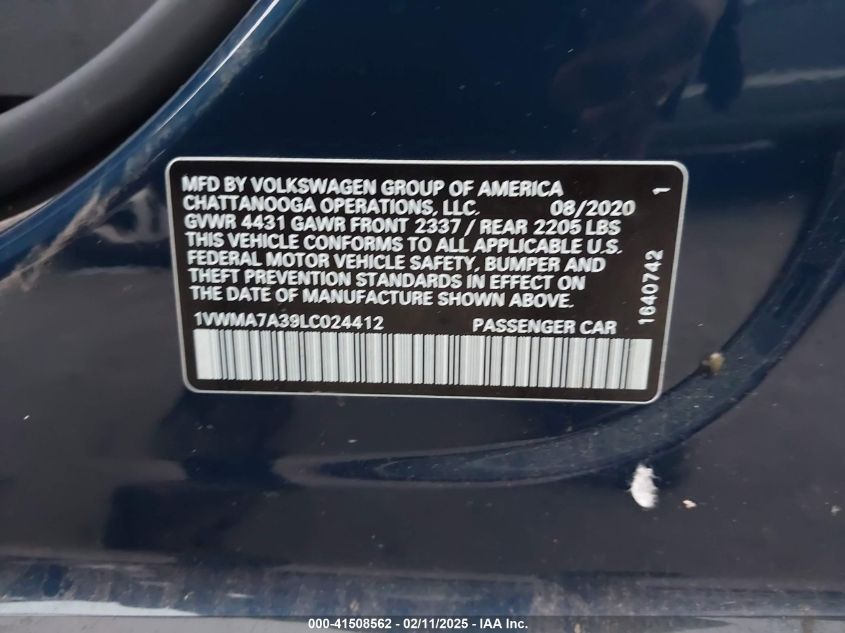 MFD BY VOLKSWAGEN GROUP OF AMERICA
CHATTANOOGA OPERATIONS, LLC. 08/2020 1
GVWR 4431 GAWR FRONT 2337 / REAR 2205 LBS
THIS VEHICLE CONFORMS TO ALL APPLICABLE U.S.
FEDERAL MOTOR VEHICLE SAFETY, BUMPER AND
THEFT PREVENTION STANDARDS IN EFFECT ON
THE DATE OF MANUFACTURE SHOWN ABOVE.
1VWMA7A39LC024412 PASSENGER CAR
1640742
000-41508562 - 02/11/2025 - IAA Inc.